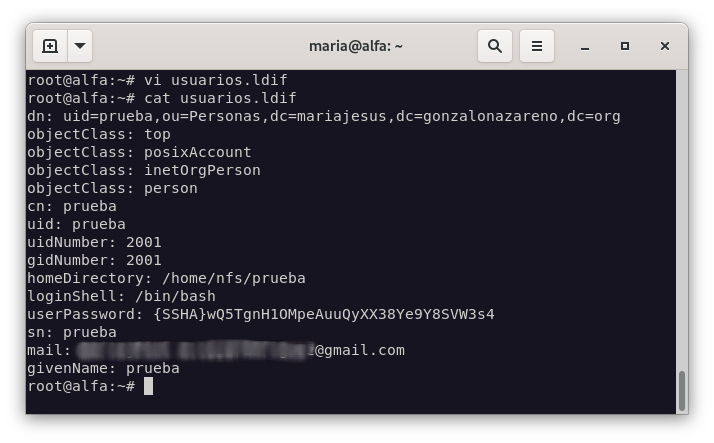 maria@alfa: ~
root@alfa:~# vi usuarios.ldif
root@alfa:~# cat usuarios.ldif
dn: uid=prueba,ou=Personas,dc=mariajesus,dc=gonzalonazareno,dc=org
objectClass: top
objectClass: posixAccount
objectClass: inetOrgPerson
objectClass: person
cn: prueba
uid: prueba
uidNumber: 2001
gidNumber: 2001
homeDirectory: /home/nfs/prueba
loginShell: /bin/bash
userPassword: {SSHA}wQ5TgnH1OMpeAuuQyXX38Ye9Y8SVW3s4
sn: prueba
mail: @gmail.com
givenName: prueba
root@alfa:~#